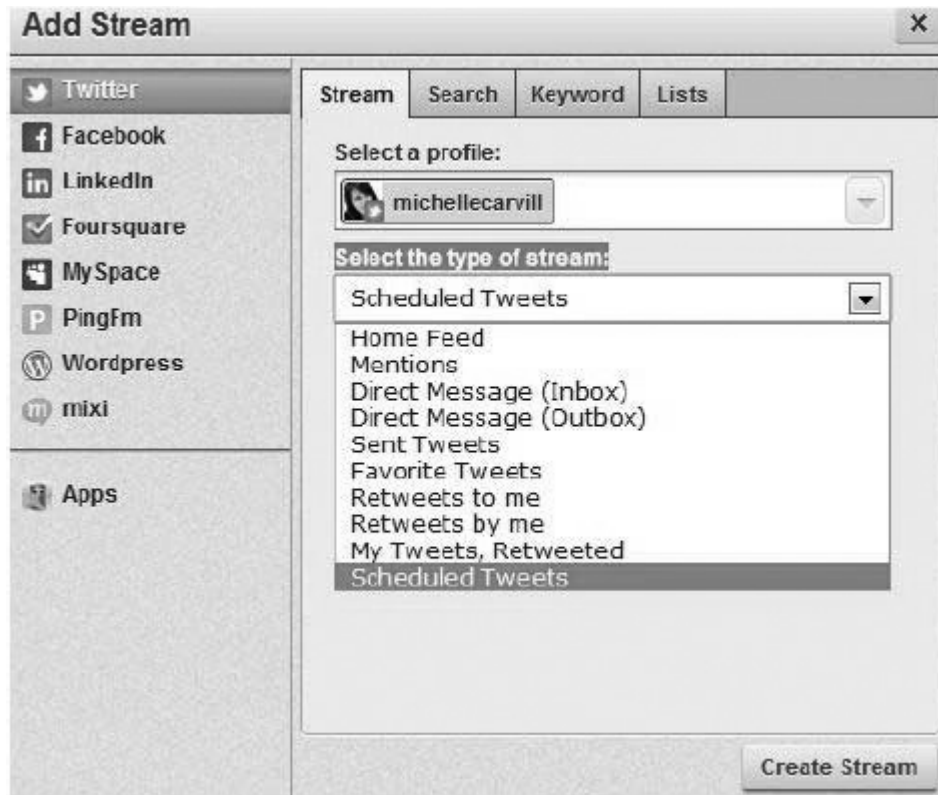 Add Stream
Twitter
Facebook
LinkedIn
Foursquare
MySpace
PingFm
Wordpress
mixi
Apps
Stream
Search
Keyword
Lists
Select a profile:
michellecarvill
Select the type of stream:
Scheduled Tweets
Home Feed
Mentions
Direct Message (Inbox)
Direct Message (Outbox)
Sent Tweets
Favorite Tweets
Retweets to me
Retweets by me
My Tweets, Retweeted
Scheduled Tweets
Create Stream